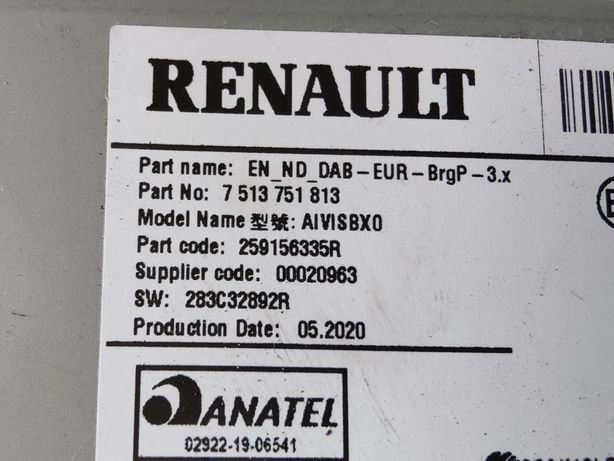 RENAULT
Part name: EN_ND_DAB-EUR-BrgP-3.x
Part No: 7 513 751 813
Model Name 型號: AIVISBX0
Part code: 259156335R
Supplier code: 00020963
SW: 283C32892R
Production Date: 05.2020
ANATEL
02922-19-06541